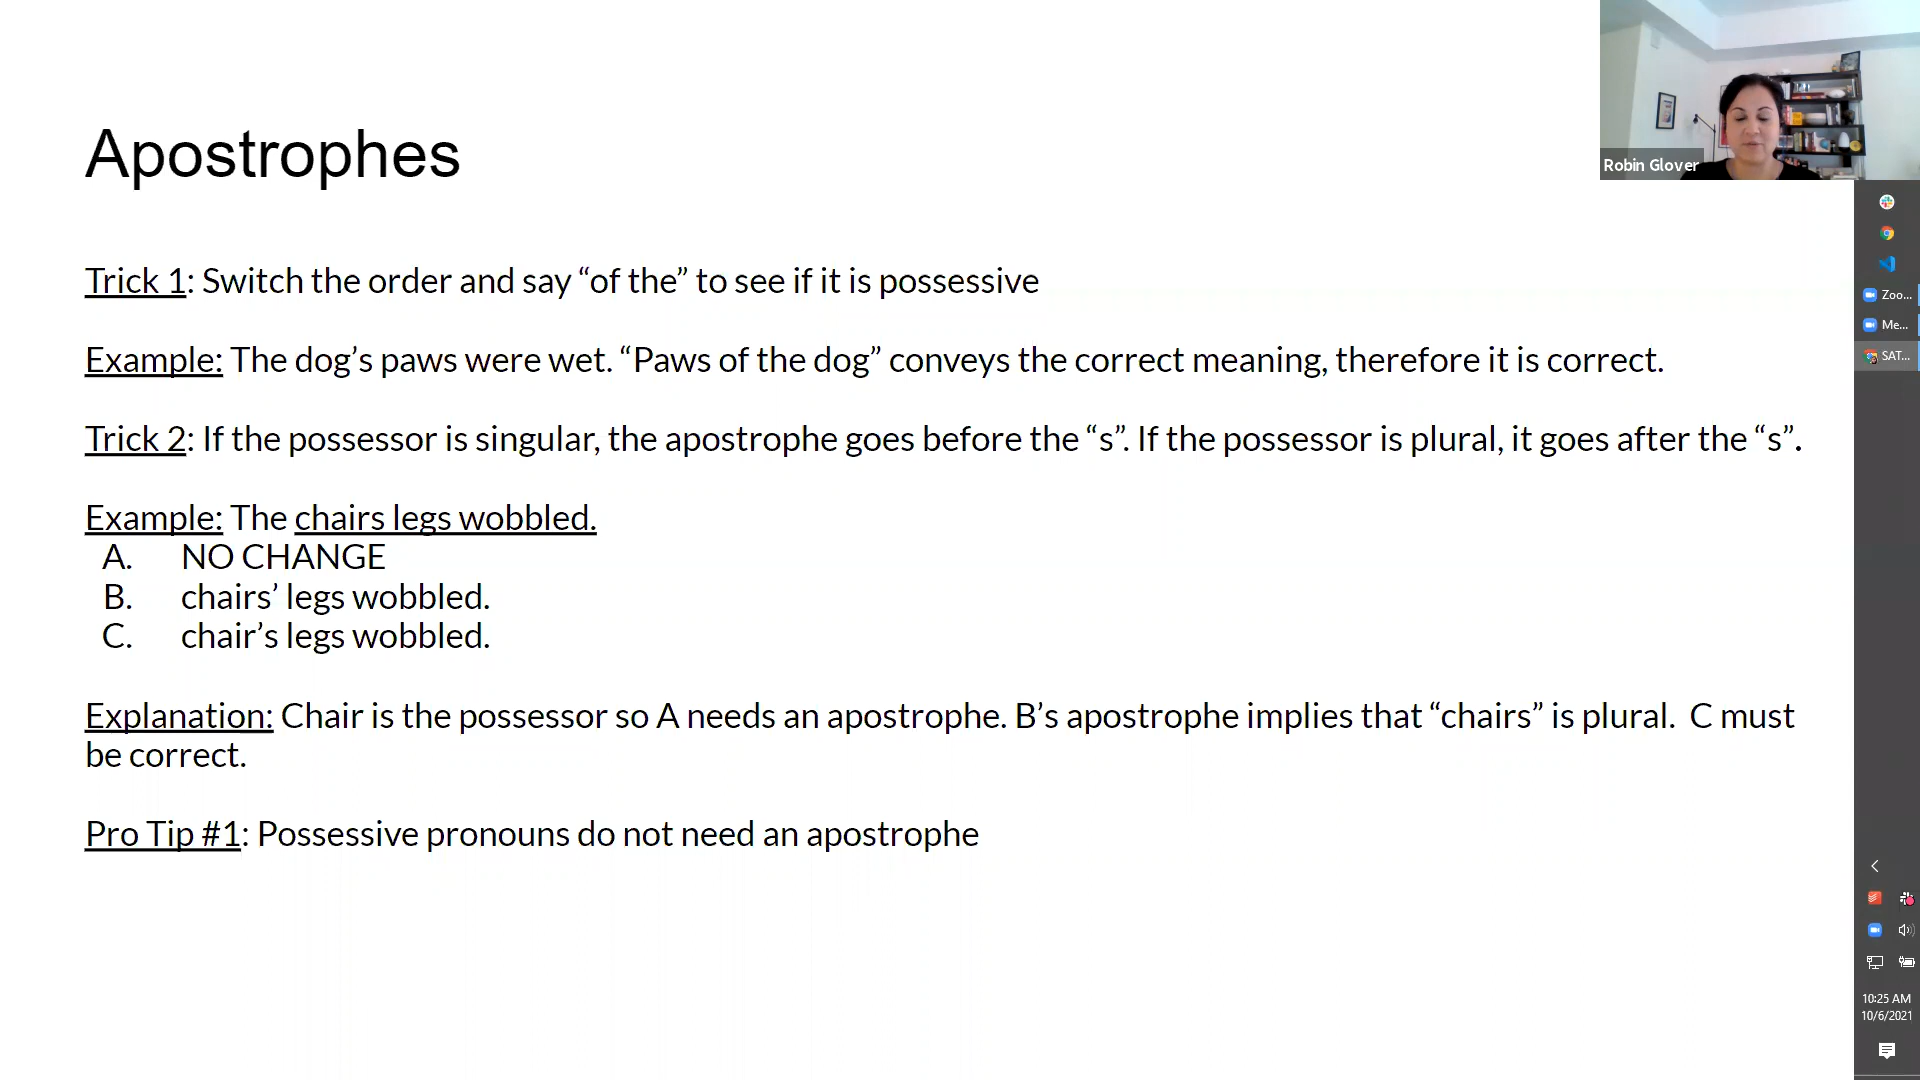 Apostrophes
Robin Glover
Trick 1: Switch the order and say “of the” to see if it is possessive
Example: The dog’s paws were wet. “Paws of the dog” conveys the correct meaning, therefore it is correct.
Trick 2: If the possessor is singular, the apostrophe goes before the “s”. If the possessor is plural, it goes after the “s”.
Example: The chairs legs wobbled.
A. NO CHANGE
B. chairs’ legs wobbled.
C. chair’s legs wobbled.
Explanation: Chair is the possessor so A needs an apostrophe. B’s apostrophe implies that “chairs” is plural.  C must
be correct.
Pro Tip #1: Possessive pronouns do not need an apostrophe
Zoo...
Me...
SAT...
10:25 AM
10/6/2021